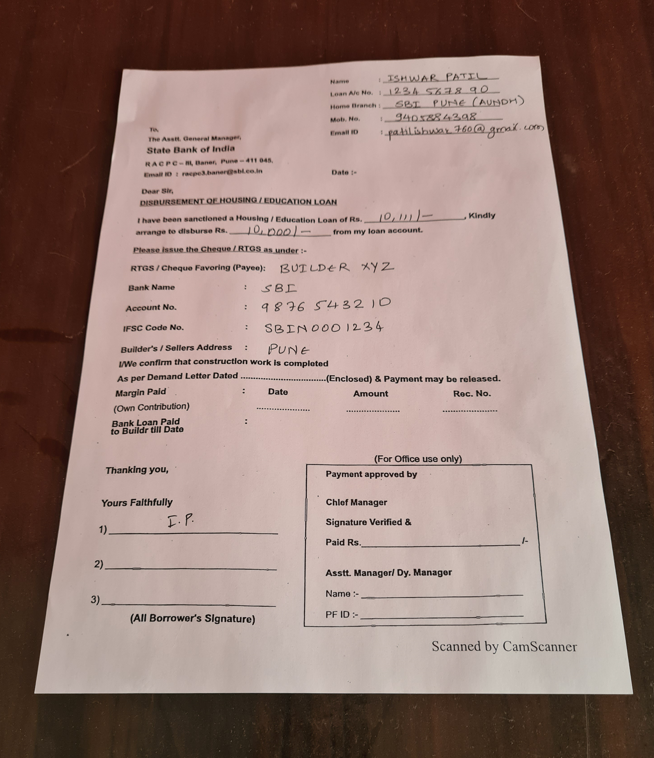 Name : ISHWAR PATIL
Loan A/c No. : 1234 567890
Home Branch : SBI PUNE (AUNDH)
Mob. No. : 9405884398
Email ID : patilishwar760@gmail.com
To,
The Asstt. General Manager,
State Bank of India
R A C P C – III, Baner, Pune – 411 045.
Email ID : racpc3.baner@sbi.co.in
Date :-
Dear Sir,
DISBURSEMENT OF HOUSING / EDUCATION LOAN
I have been sanctioned a Housing / Education Loan of Rs. 10,111/- , Kindly
arrange to disburse Rs. 10,000/- from my loan account.
Please issue the Cheque / RTGS as under :-
RTGS / Cheque Favoring (Payee): BUILDER XYZ
Bank Name : SBI
Account No. : 9876543210
IFSC Code No. : SBIN0001234
Builder's / Sellers Address : PUNE
I/We confirm that construction work is completed
As per Demand Letter Dated ............................(Enclosed) & Payment may be released.
Margin Paid : Date Amount Rec. No.
(Own Contribution) .................. .................. ..................
Bank Loan Paid :
to Buildr till Date
Thanking you,
Yours Faithfully
1) I.P.
2)
3)
(All Borrower's Signature)
(For Office use only)
Payment approved by
Chief Manager
Signature Verified &
Paid Rs. /-
Asstt. Manager/ Dy. Manager
Name :-
PF ID :-
Scanned by CamScanner